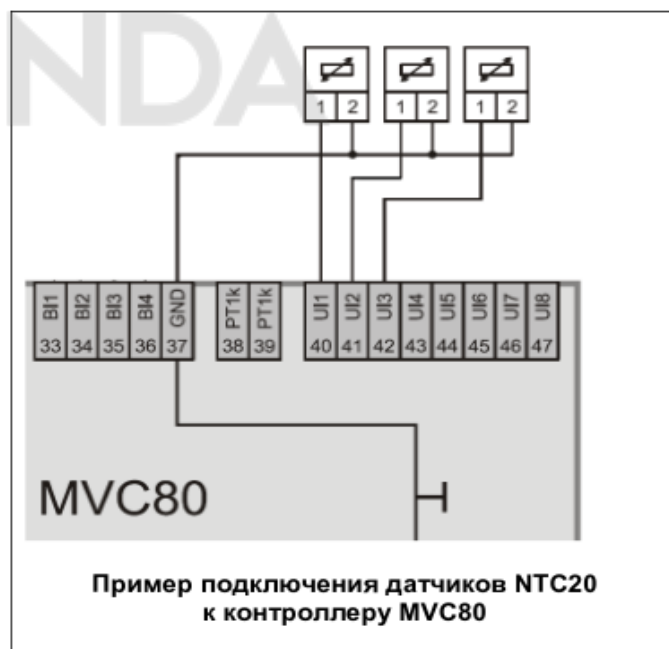 NDA
1 2 1 2 1 2
BI1 BI2 BI3 BI4 GND PT1k PT1k UI1 UI2 UI3 UI4 UI5 UI6 UI7 UI8
33 34 35 36 37 38 39 40 41 42 43 44 45 46 47
MVC80
Пример подключения датчиков NTC20
к контроллеру MVC80